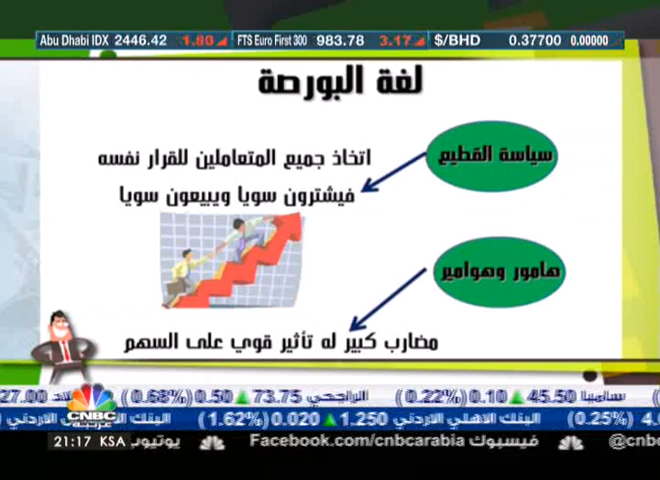 Abu Dhabi IDX 2446.42 1.80 FTS Euro First 300 983.78 3.17 $/BHD 0.37700 0.00000
لغة البورصة
سياسة القطيع
اتخاذ جميع المتعاملين للقرار نفسه
فيشترون سويا ويبيعون سويا
هامور وهوامير
مضارب كبير له تأثير قوي على السهم
سامبا 45.50 0.10 (0.22%) الراجحي 73.75 0.50 (0.68%) 27.00
(0.25%) البنك الاهلي الاردني 1.250 0.020 (1.62%) البنك الاردني
CNBC
عربية
21:17 KSA
@cnb فيسبوك Facebook.com/cnbcarabia يوتيوب